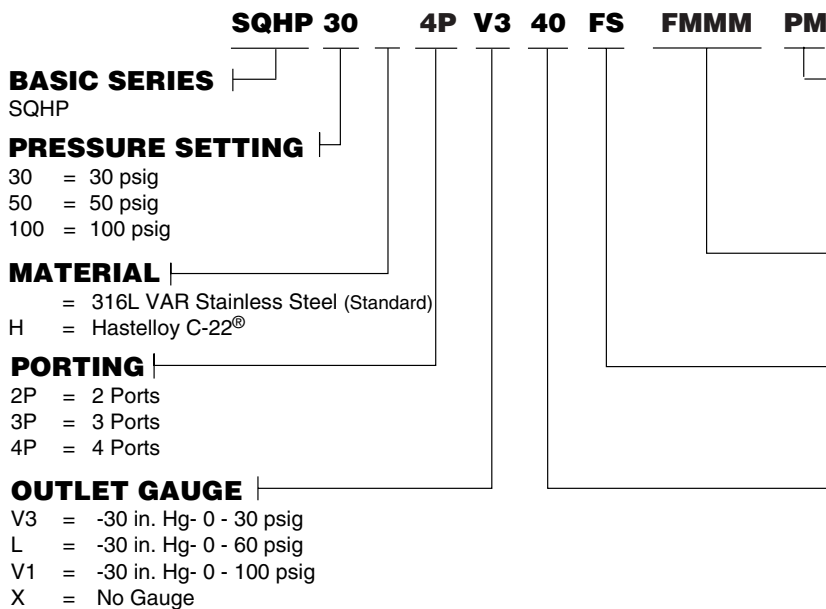 SQHP 30 4P V3 40 FS FMMM PM
BASIC SERIES
SQHP
PRESSURE SETTING
30 = 30 psig
50 = 50 psig
100 = 100 psig
MATERIAL
= 316L VAR Stainless Steel (Standard)
H = Hastelloy C-22®
PORTING
2P = 2 Ports
3P = 3 Ports
4P = 4 Ports
OUTLET GAUGE
V3 = -30 in. Hg- 0 - 30 psig
L = -30 in. Hg- 0 - 60 psig
V1 = -30 in. Hg- 0 - 100 psig
X = No Gauge